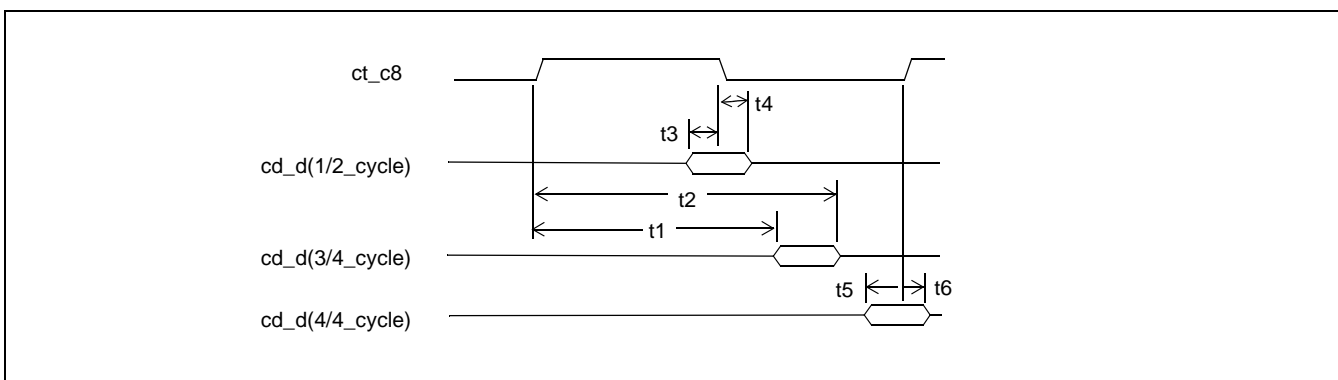 ct_c8
t4
t3
cd_d(1/2_cycle)
t2
t1
cd_d(3/4_cycle)
t5
t6
cd_d(4/4_cycle)